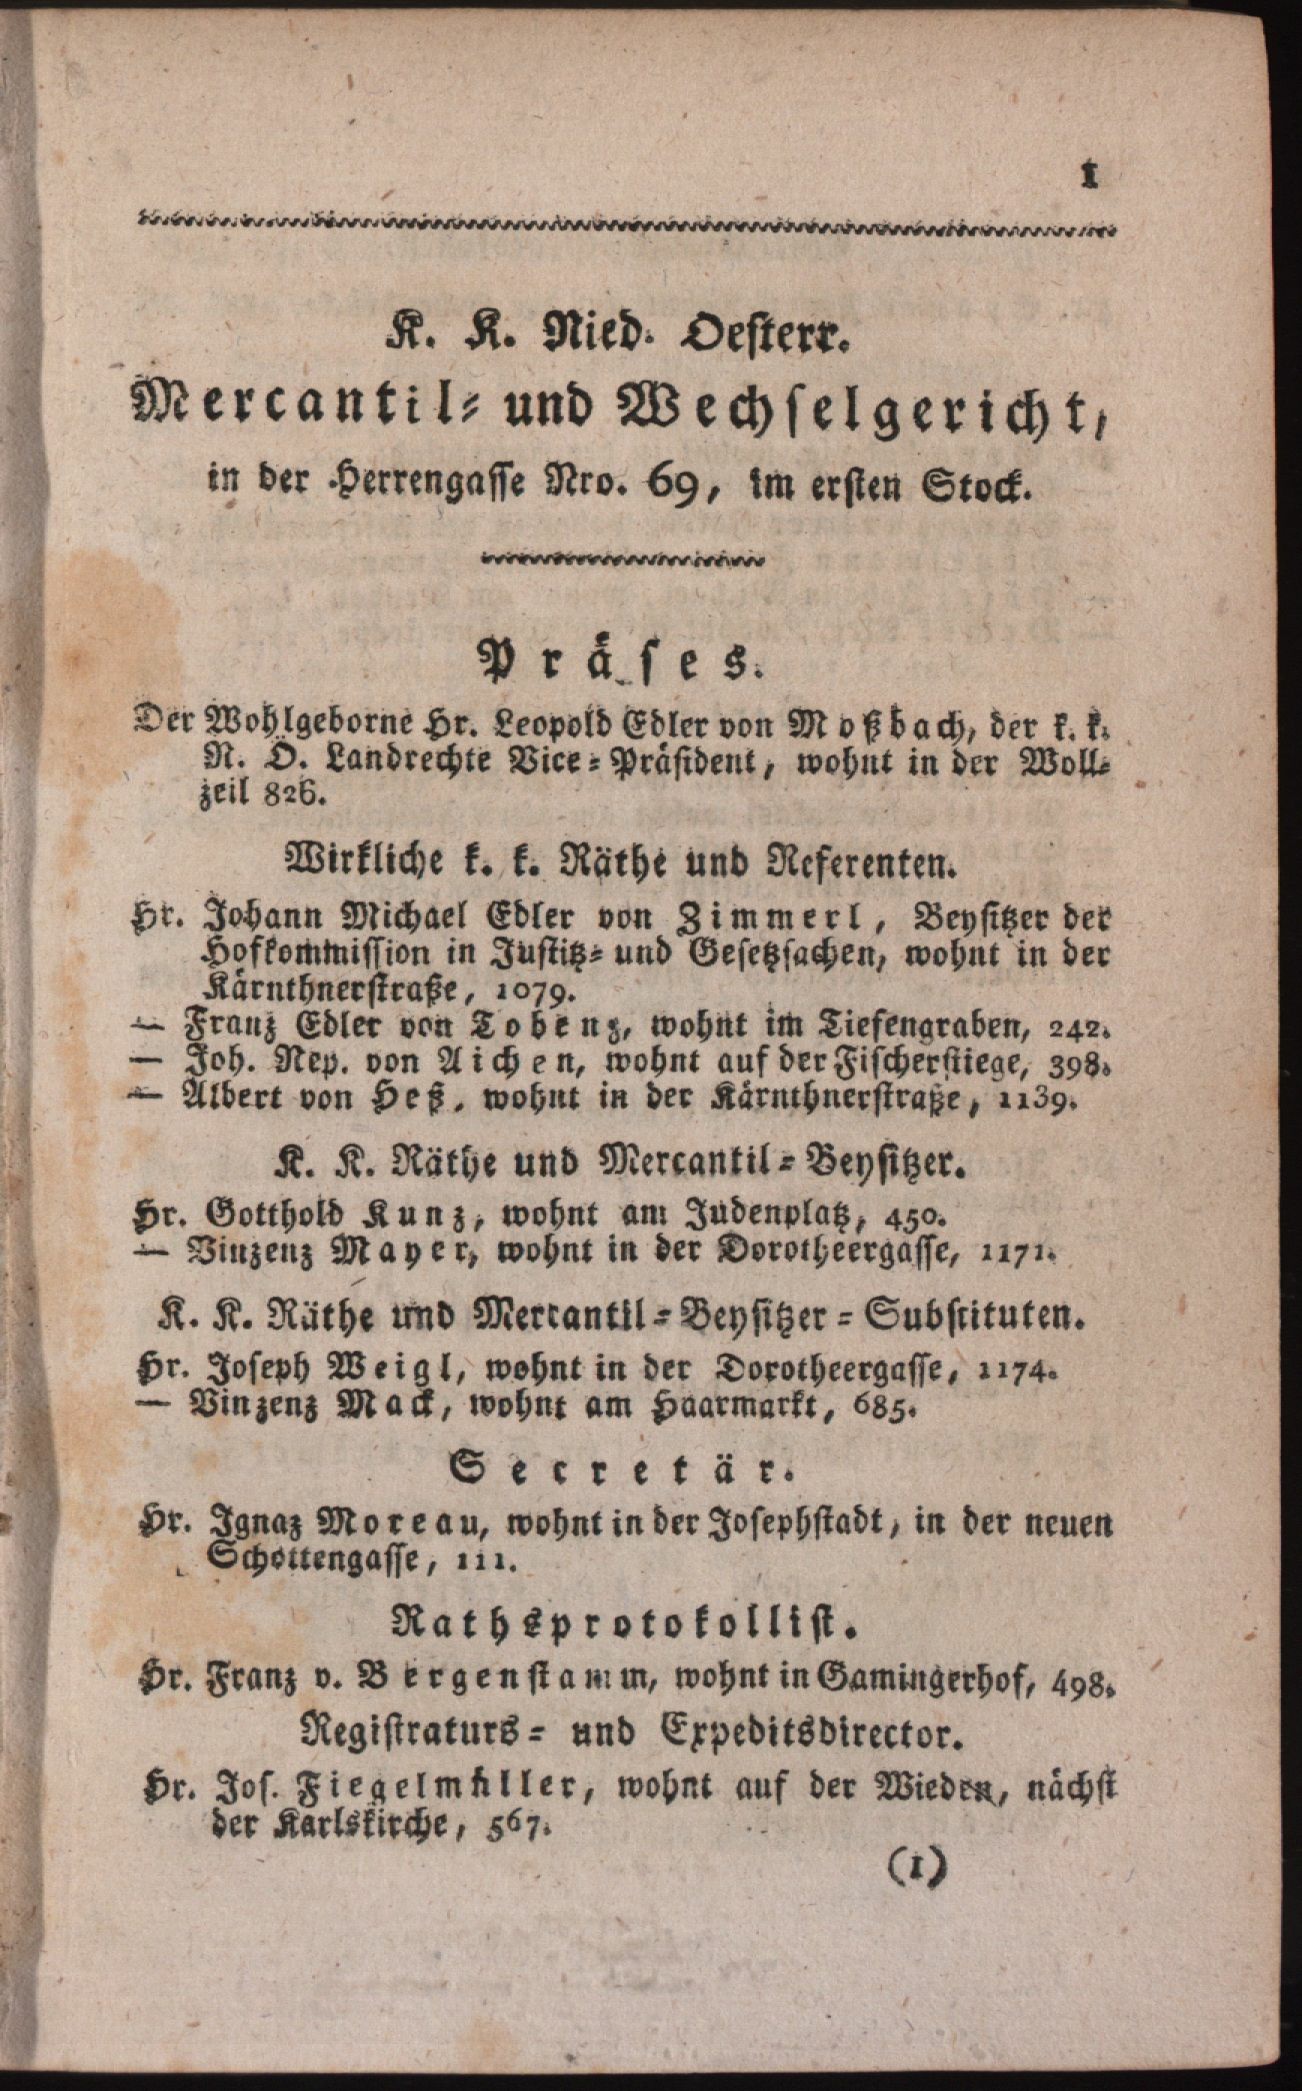 1
K. K. Nied. Oesterr.
Mercantil- und Wechselgericht,
in der Herrengasse Nro. 69, im ersten Stock.
Präses.
Der Wohlgeborne Hr. Leopold Edler von Moßbach, der k. k.
N. Ö. Landrechte Vice-Präsident, wohnt in der Woll-
zeil 826.
Wirkliche k. k. Räthe und Referenten.
Hr. Johann Michael Edler von Zimmerl, Beysitzer der
Hofkommission in Justitz- und Gesetzsachen, wohnt in der
Kärnthnerstraße, 1079.
— Franz Edler von Tobenz, wohnt im Tiefengraben, 242.
— Joh. Nep. von Aichen, wohnt auf der Fischerstiege, 398.
— Albert von Heß, wohnt in der Kärnthnerstraße, 1139.
K. K. Räthe und Mercantil-Beysitzer.
Hr. Gotthold Kunz, wohnt am Judenplatz, 450.
— Vinzenz Mayer, wohnt in der Dorotheergasse, 1171.
K. K. Räthe und Mercantil-Beysitzer-Substituten.
Hr. Joseph Weigl, wohnt in der Dorotheergasse, 1174.
— Vinzenz Mack, wohnt am Haarmarkt, 685.
Secretär.
Hr. Ignaz Moreau, wohnt in der Josephstadt, in der neuen
Schottengasse, 111.
Rathsprotokollist.
Hr. Franz v. Bergenstamm, wohnt in Gamingerhof, 498.
Registraturs- und Expeditsdirector.
Hr. Jos. Fiegelmüller, wohnt auf der Wieden, nächst
der Karlskirche, 567.
(1)